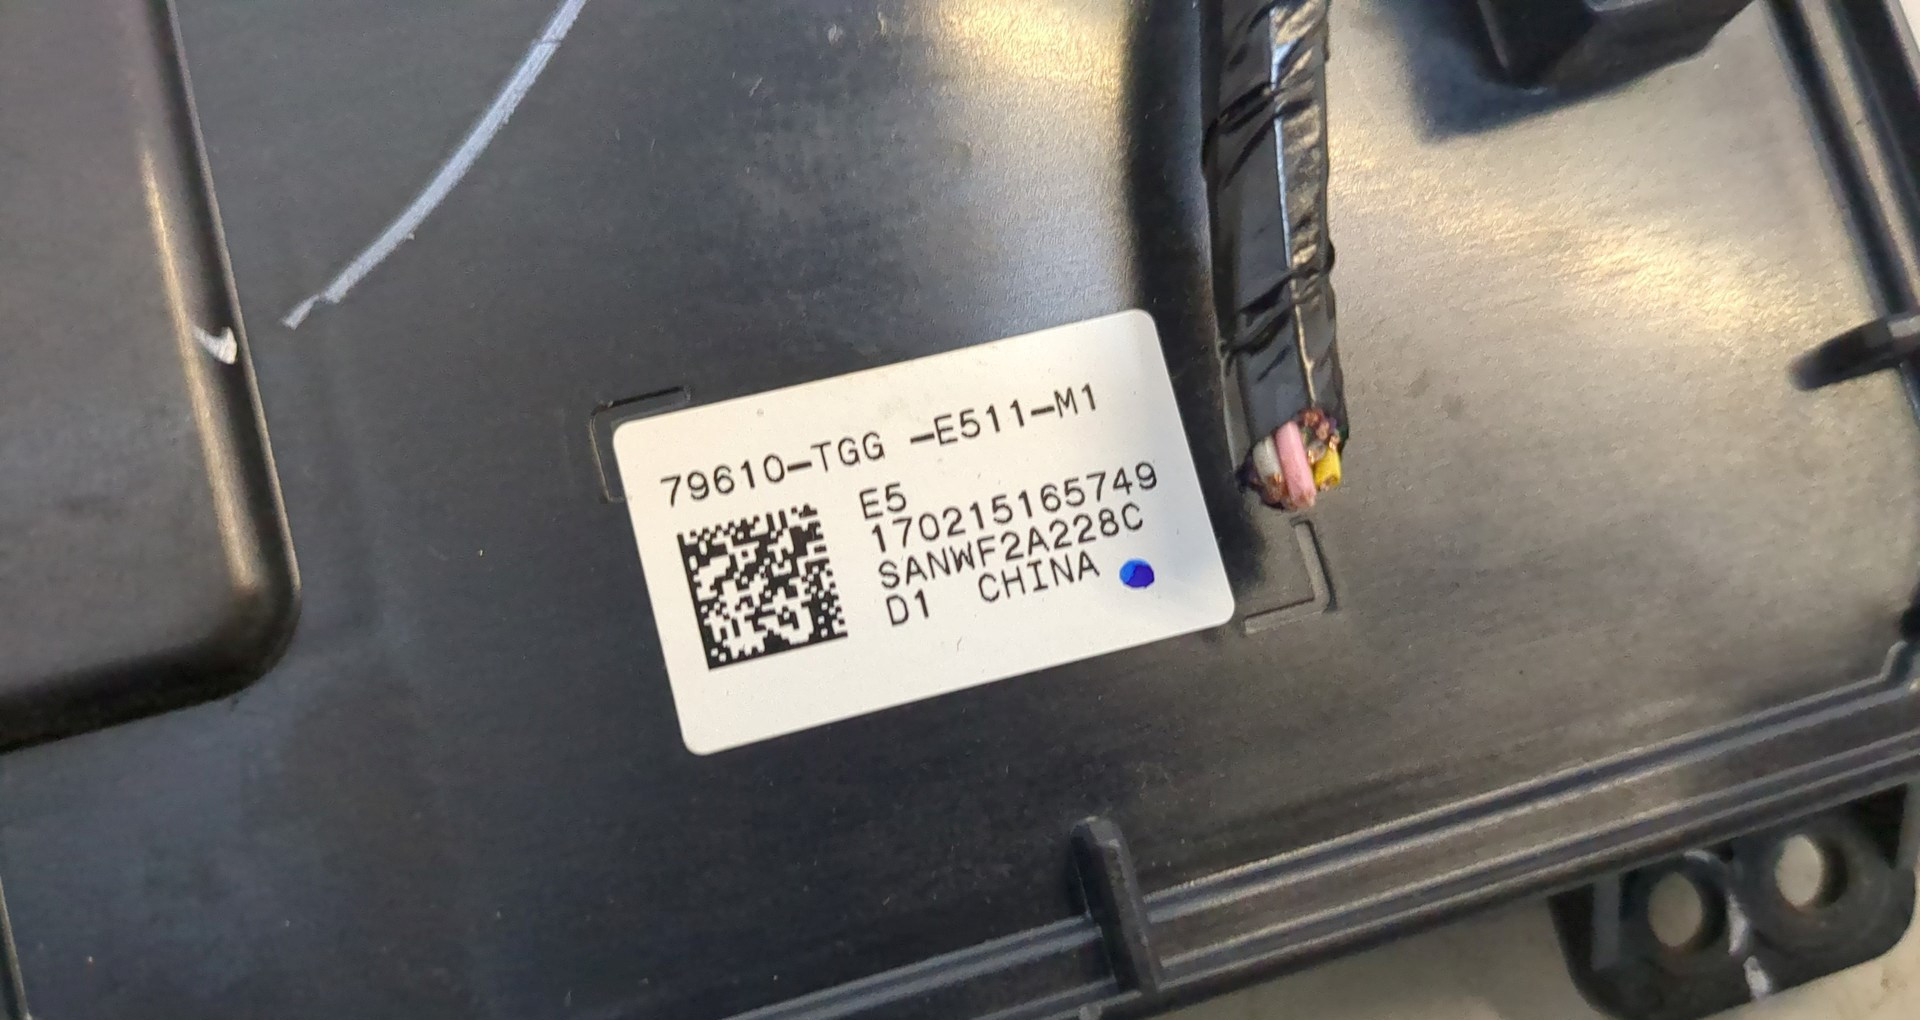 79610-TGG -E511-M1
E5
170215165749
SANWF2A228C
D1 CHINA